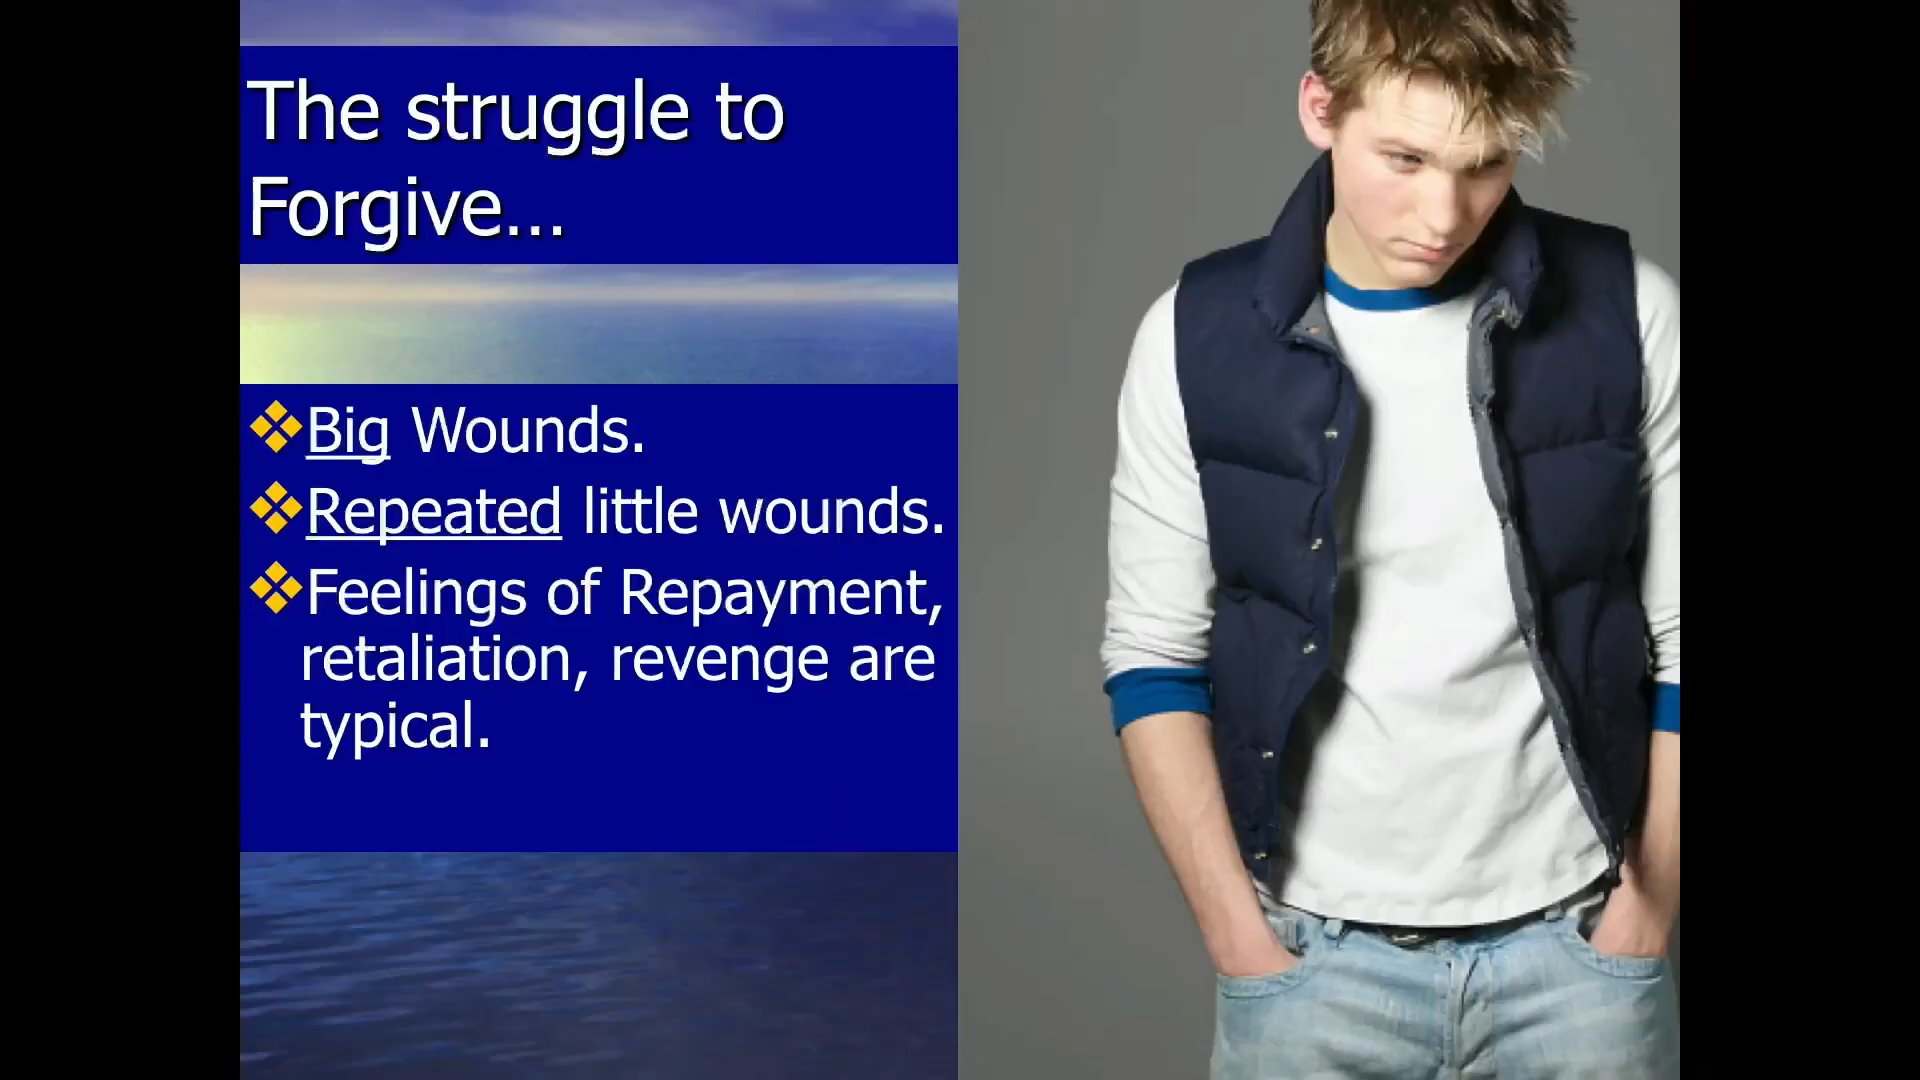 The struggle to
Forgive...
Big Wounds.
Repeated little wounds.
Feelings of Repayment,
retaliation, revenge are
typical.